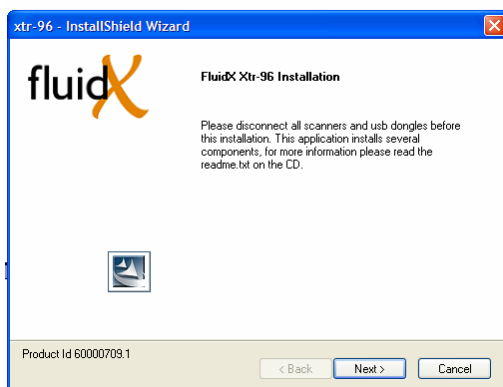 xtr-96 - InstallShield Wizard
fluidX
FluidX Xtr-96 Installation
Please disconnect all scanners and usb dongles before
this installation. This application installs several
components, for more information please read the
readme.txt on the CD.
Product Id 60000709.1
< Back
Next >
Cancel